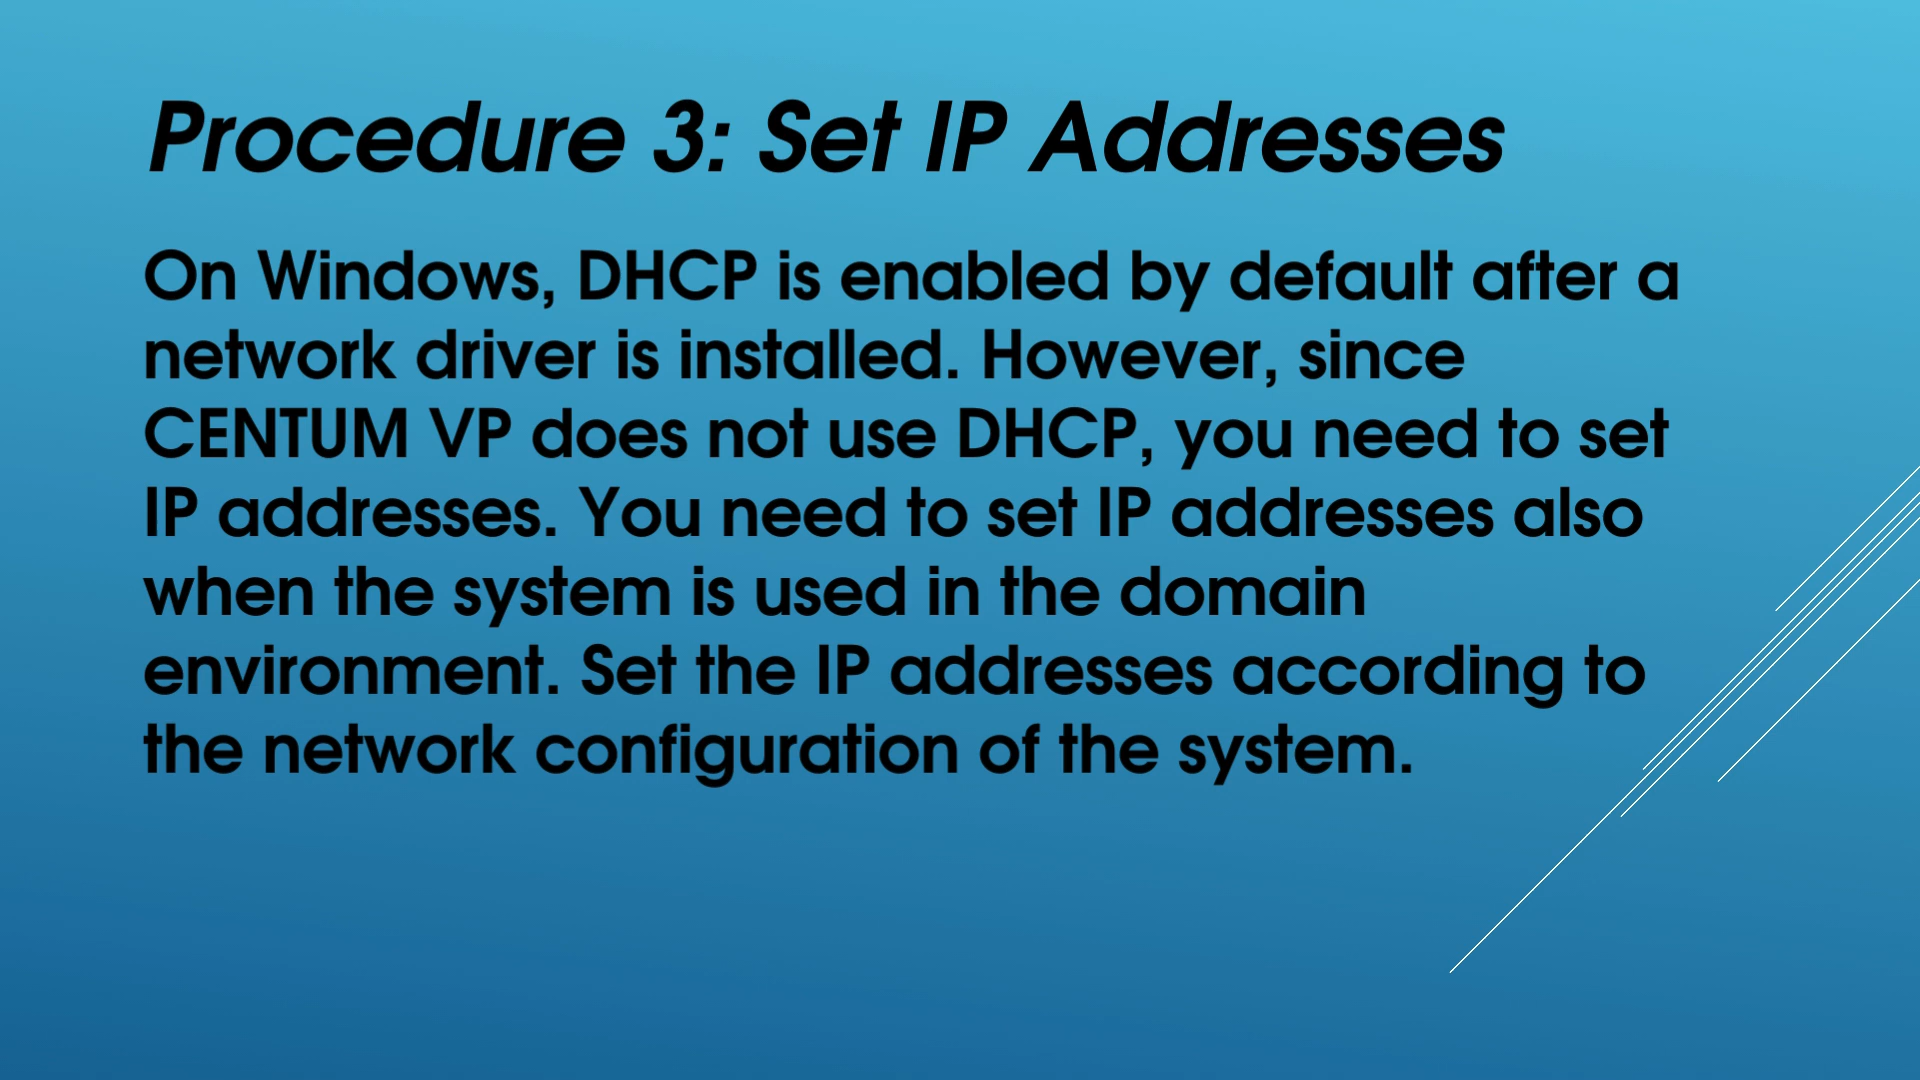 Procedure 3: Set IP Addresses
On Windows, DHCP is enabled by default after a
network driver is installed. However, since
CENTUM VP does not use DHCP, you need to set
IP addresses. You need to set IP addresses also
when the system is used in the domain
environment. Set the IP addresses according to
the network configuration of the system.